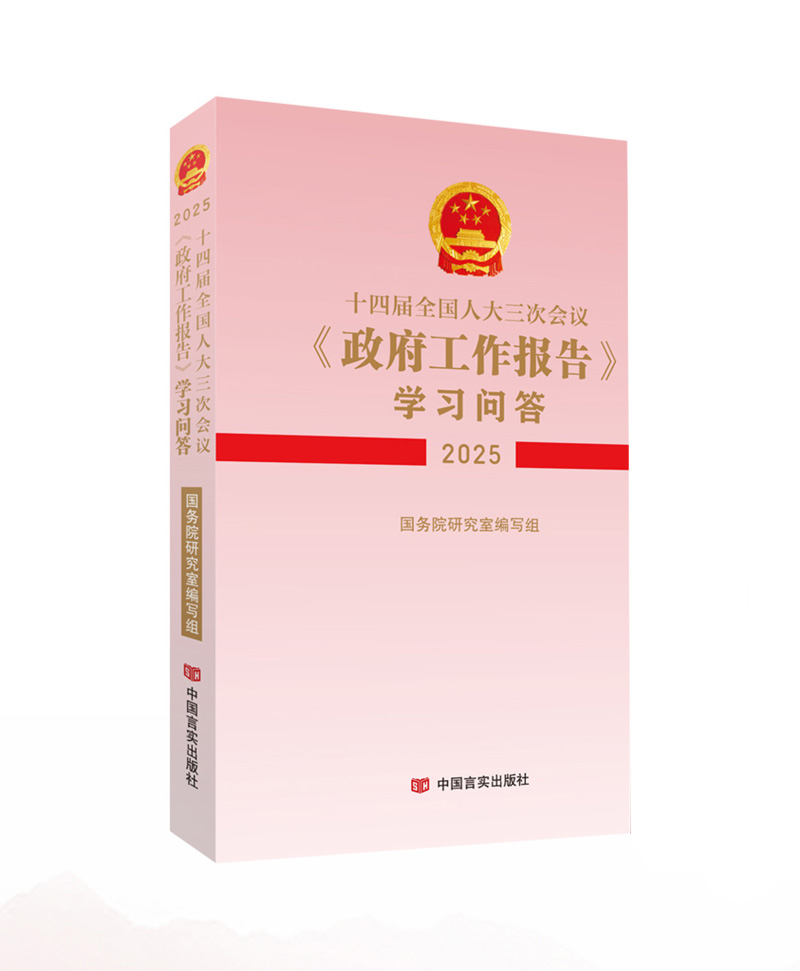 十四届全国人大三次会议
《政府工作报告》
学习问答
2025
国务院研究室编写组
SH 中国言实出版社
2025
十四届全国人大三次会议
《政府工作报告》学习问答
国务院研究室编写组
SH
中国言实出版社